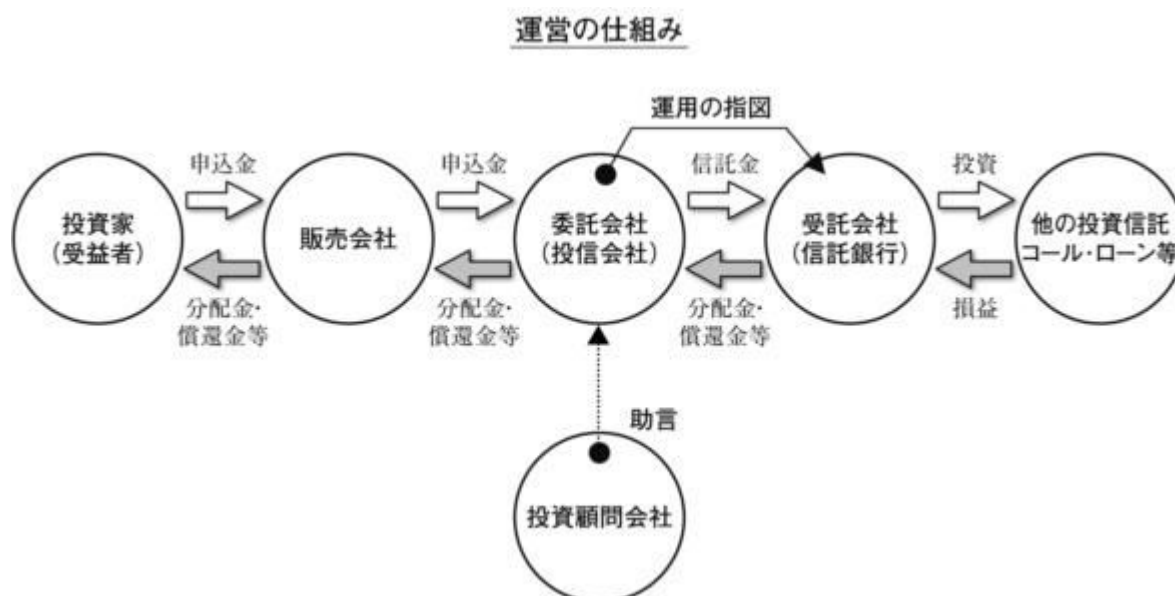 運営の仕組み
運用の指図
申込金
申込金
信託金
投資
投資家
(受益者)
販売会社
委託会社
(投信会社)
受託会社
(信託銀行)
他の投資信託
コール・ローン等
分配金・
償還金等
分配金・
償還金等
分配金・
償還金等
損益
助言
投資顧問会社